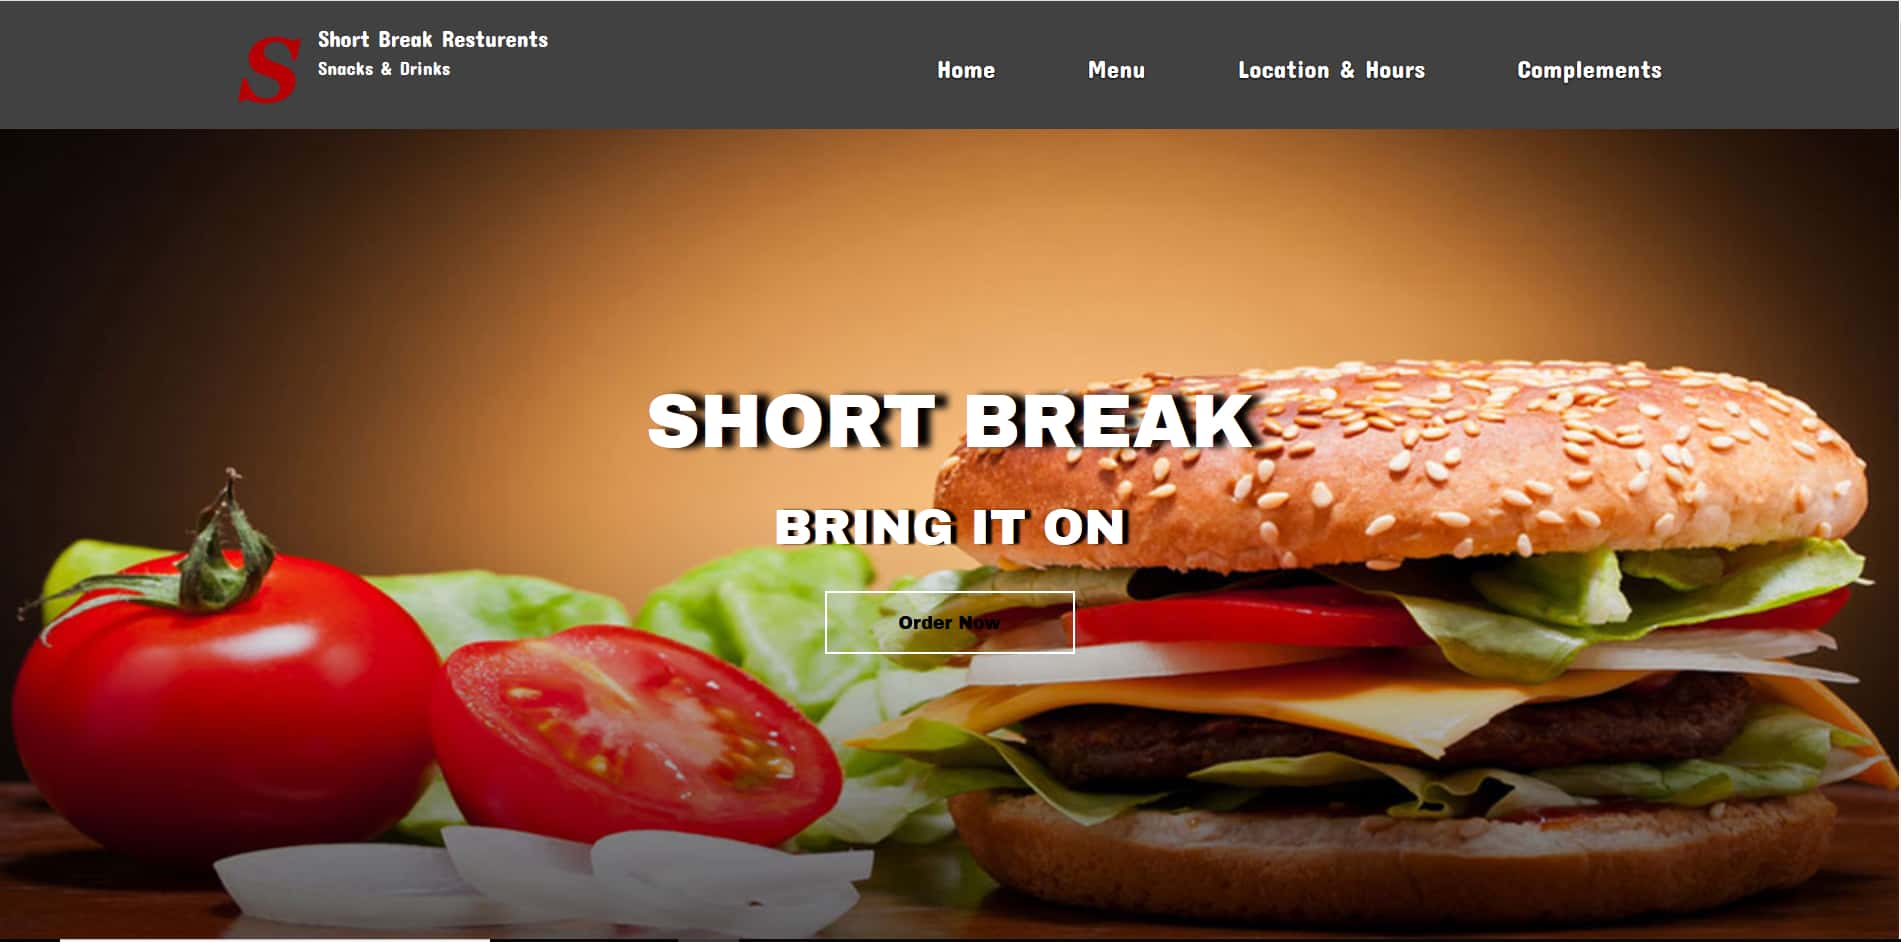 S
Short Break Resturents
Snacks & Drinks
Home Menu Location & Hours Complements
SHORT BREAK
BRING IT ON
Order Now